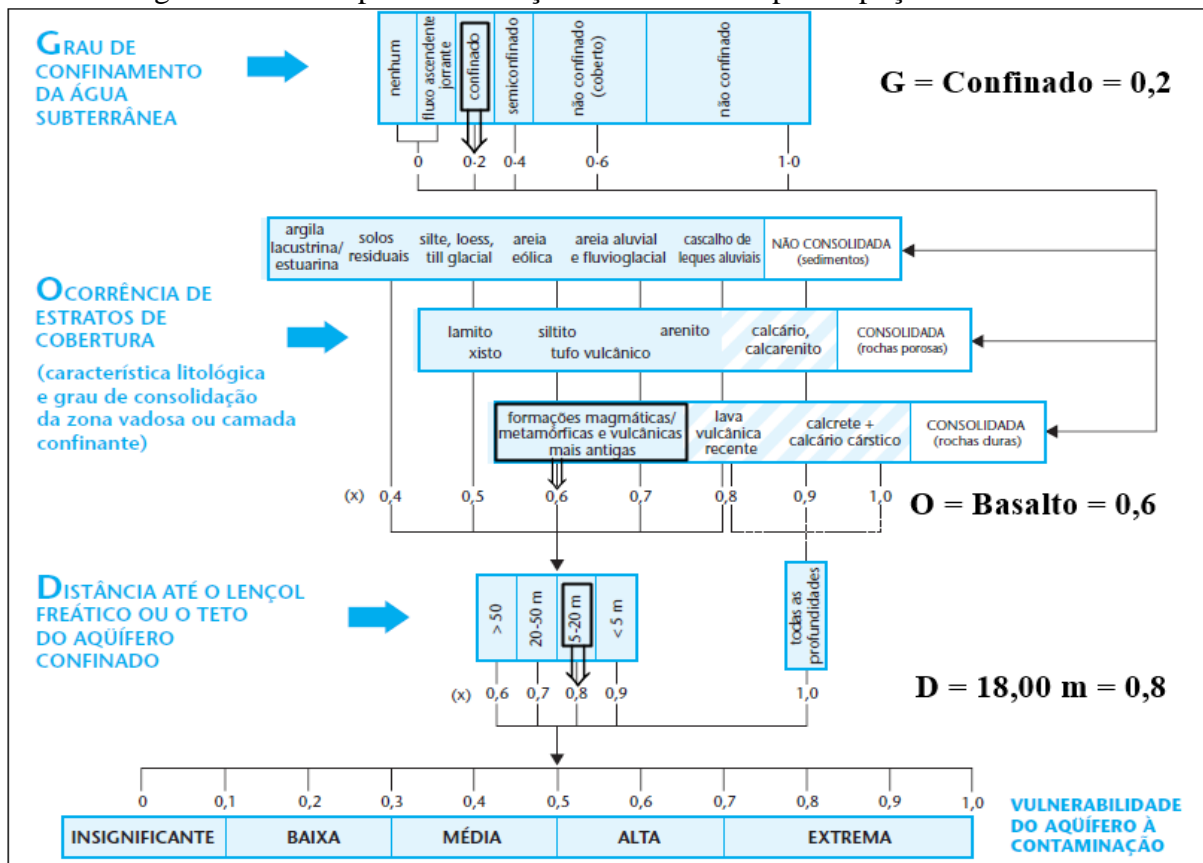 GRAU DE
CONFINAMENTO
DA ÁGUA
SUBTERRÂNEA
nenhum
fluxo ascendente
jorrante
confinado
semiconfinado
não confinado
(coberto)
não confinado
G = Confinado = 0,2
0
0-2
0-4
0-6
1-0
OCORRÊNCIA DE
ESTRATOS DE
COBERTURA
(característica litológica
e grau de consolidação
da zona vadosa ou camada
confinante)
argila
lacustrina/
estuarina
solos
residuais
silte, loess,
till glacial
areia
eólica
areia aluvial
e fluvioglacial
cascalho de
leques aluviais
NÃO CONSOLIDADA
(sedimentos)
lamito
xisto
siltito
tufo vulcânico
arenito
calcário,
calcarenito
CONSOLIDADA
(rochas porosas)
formações magmáticas/
metamórficas e vulcânicas
mais antigas
lava
vulcânica
recente
calcrete +
calcário cárstico
CONSOLIDADA
(rochas duras)
(x) 0,4 0,5 0,6 0,7 0,8 0,9 1,0
O = Basalto = 0,6
DISTÂNCIA ATÉ O LENÇOL
FREÁTICO OU O TETO
DO AQÜÍFERO
CONFINADO
> 50
20-50 m
5-20 m
< 5 m
todas as
profundidades
(x) 0,6 0,7 0,8 0,9 1,0
D = 18,00 m = 0,8
0 0,1 0,2 0,3 0,4 0,5 0,6 0,7 0,8 0,9 1,0
INSIGNIFICANTE BAIXA MÉDIA ALTA EXTREMA
VULNERABILIDADE
DO AQÜÍFERO À
CONTAMINAÇÃO